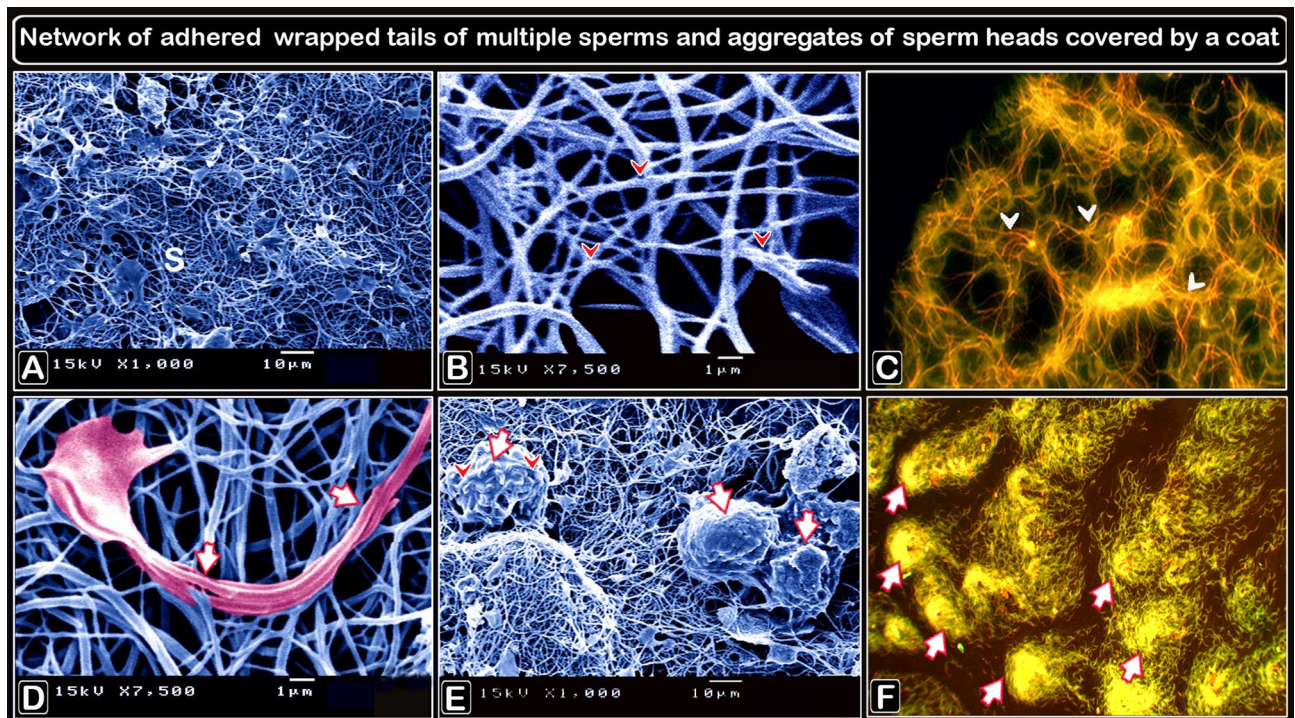 Network of adhered wrapped tails of multiple sperms and aggregates of sperm heads covered by a coat
S
A 15kV X1,000 10µm
B 15kV X7,500 1µm
C
D 15kV X7,500 1µm
E 15kV X1,000 10µm
F